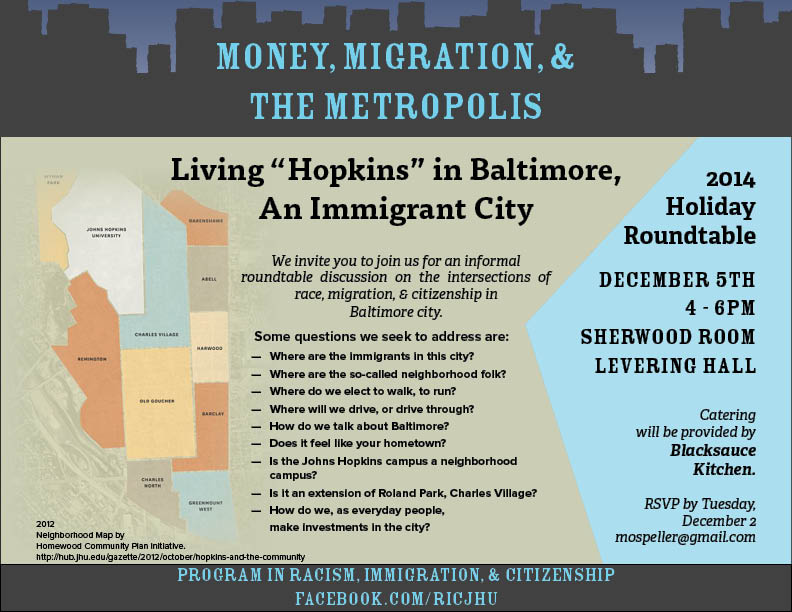 MONEY, MIGRATION, &
THE METROPOLIS
Living “Hopkins” in Baltimore,
An Immigrant City
We invite you to join us for an informal
roundtable discussion on the intersections of
race, migration, & citizenship in
Baltimore city.
Some questions we seek to address are:
— Where are the immigrants in this city?
— Where are the so-called neighborhood folk?
— Where do we elect to walk, to run?
— Where will we drive, or drive through?
— How do we talk about Baltimore?
— Does it feel like your hometown?
— Is the Johns Hopkins campus a neighborhood
campus?
— Is it an extension of Roland Park, Charles Village?
— How do we, as everyday people,
make investments in the city?
2014
Holiday
Roundtable
DECEMBER 5TH
4 - 6PM
SHERWOOD ROOM
LEVERING HALL
Catering
will be provided by
Blacksauce
Kitchen.
RSVP by Tuesday,
December 2
mospeller@gmail.com
WYMAN
PARK
JOHNS HOPKINS
UNIVERSITY
OAKENSHAWE
ABELL
CHARLES VILLAGE
HARWOOD
REMINGTON
OLD GOUCHER
BARCLAY
CHARLES
NORTH
GREENMOUNT
WEST
2012
Neighborhood Map by
Homewood Community Plan Initiative.
http://hub.jhu.edu/gazette/2012/october/hopkins-and-the-community
PROGRAM IN RACISM, IMMIGRATION, & CITIZENSHIP
FACEBOOK.COM/RICJHU